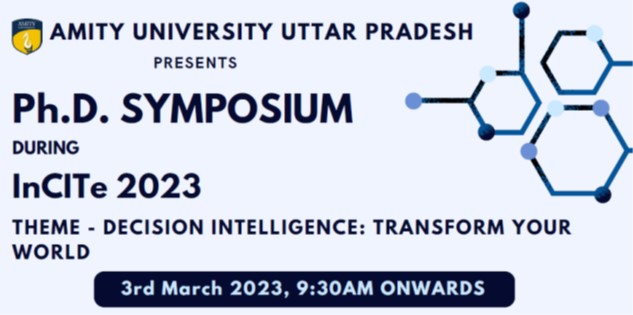 AMITY UNIVERSITY UTTAR PRADESH
PRESENTS
Ph.D. SYMPOSIUM
DURING
InCITe 2023
THEME - DECISION INTELLIGENCE: TRANSFORM YOUR
WORLD
3rd March 2023, 9:30AM ONWARDS